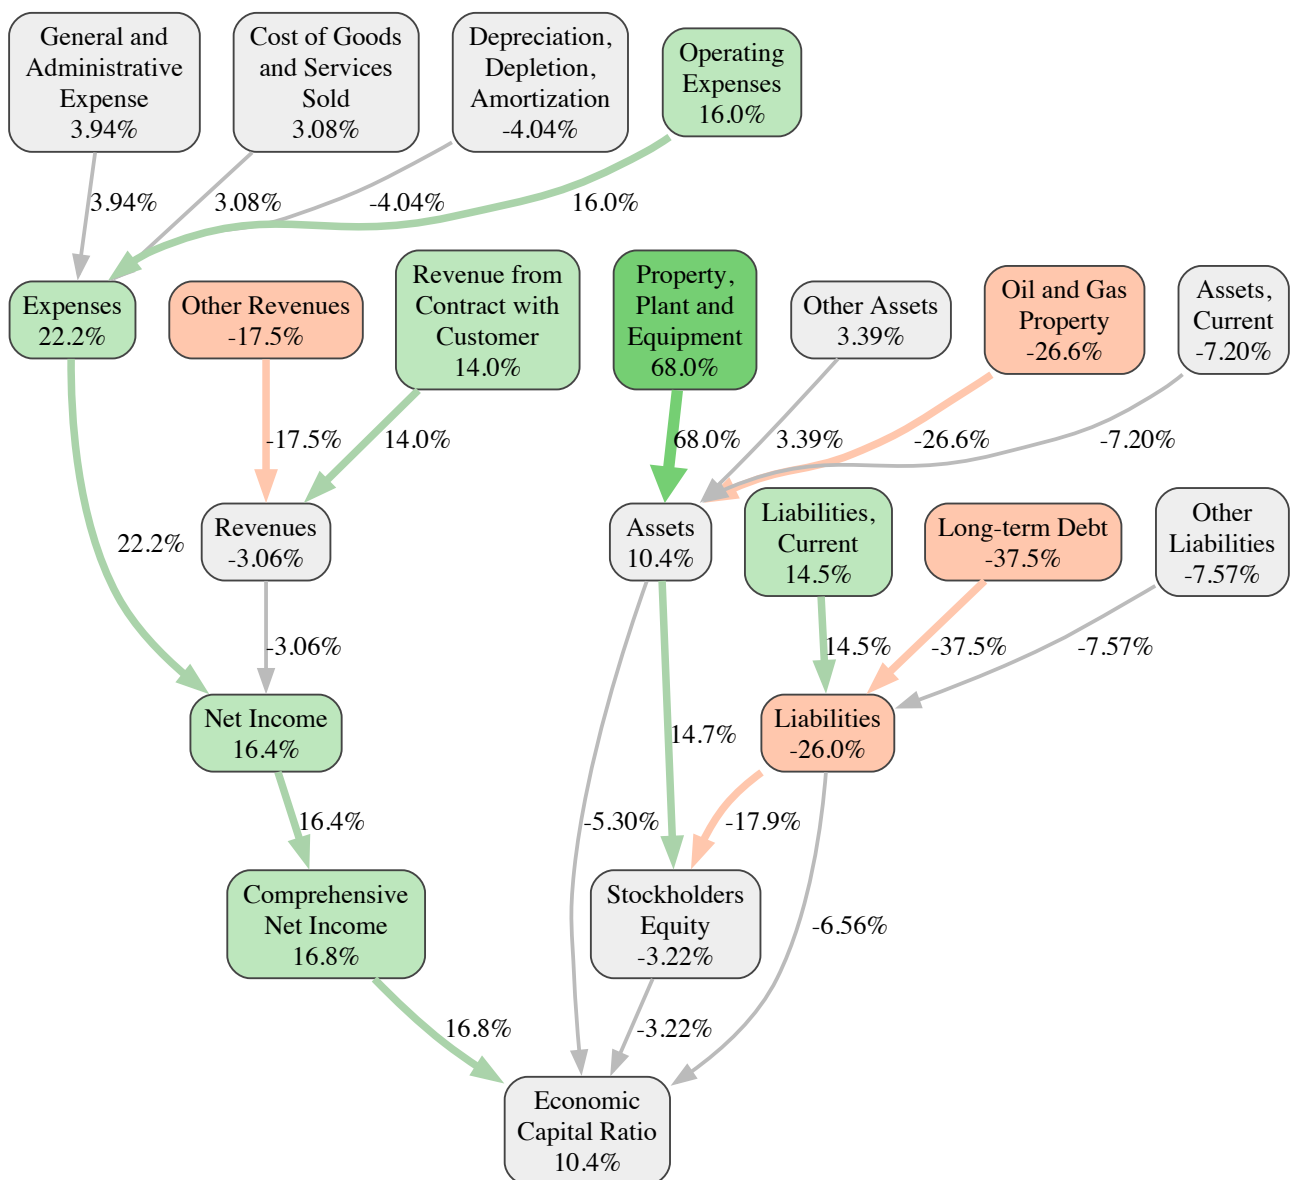 General and
Administrative
Expense
3.94%
Cost of Goods
and Services
Sold
3.08%
Depreciation,
Depletion,
Amortization
-4.04%
Operating
Expenses
16.0%
3.94%
3.08%
-4.04%
16.0%
Expenses
22.2%
Other Revenues
-17.5%
Revenue from
Contract with
Customer
14.0%
Property,
Plant and
Equipment
68.0%
Other Assets
3.39%
Oil and Gas
Property
-26.6%
Assets,
Current
-7.20%
-17.5%
14.0%
68.0%
3.39%
-26.6%
-7.20%
22.2%
Revenues
-3.06%
Assets
10.4%
Liabilities,
Current
14.5%
Long-term Debt
-37.5%
Other
Liabilities
-7.57%
-3.06%
14.5%
-37.5%
-7.57%
Net Income
16.4%
14.7%
Liabilities
-26.0%
16.4%
-5.30%
-17.9%
Comprehensive
Net Income
16.8%
Stockholders
Equity
-3.22%
-6.56%
16.8%
-3.22%
Economic
Capital Ratio
10.4%